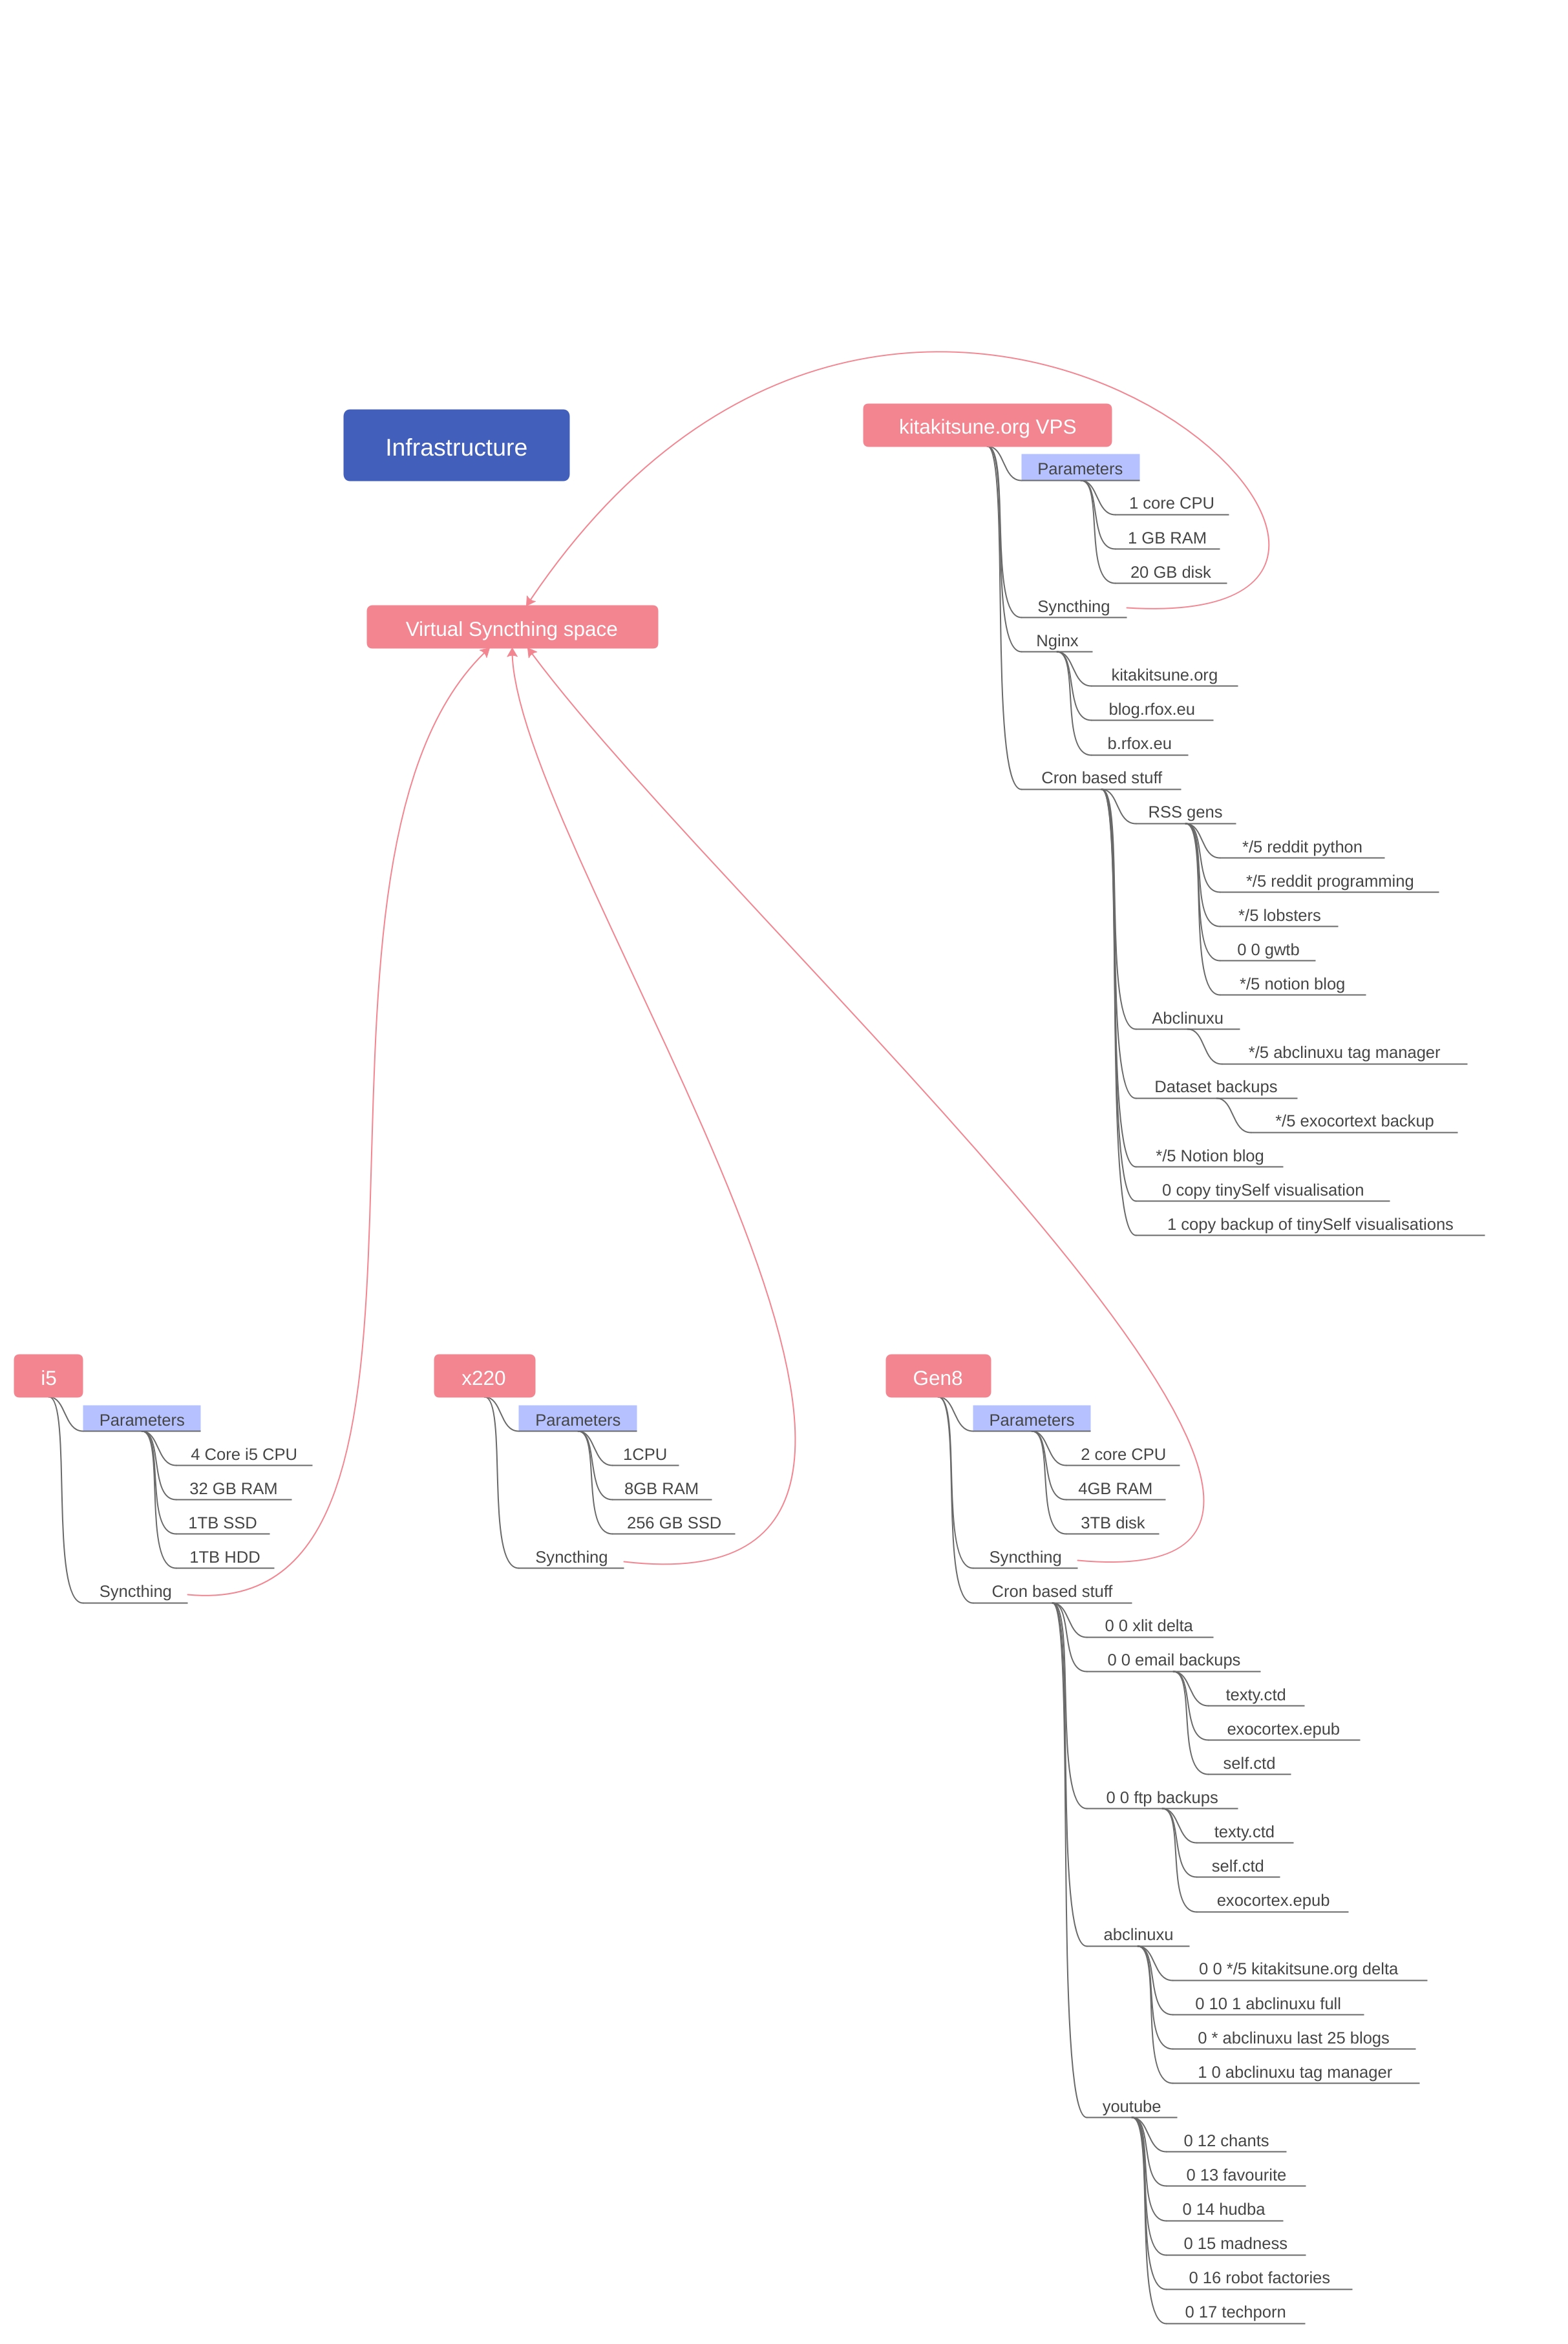 Infrastructure
Virtual Syncthing space
kitakitsune.org VPS
Parameters
1 core CPU
1 GB RAM
20 GB disk
Syncthing
Nginx
kitakitsune.org
blog.rfox.eu
b.rfox.eu
Cron based stuff
RSS gens
*/5 reddit python
*/5 reddit programming
*/5 lobsters
0 0 gwtb
*/5 notion blog
Abclinuxu
*/5 abclinuxu tag manager
Dataset backups
*/5 exocortext backup
*/5 Notion blog
0 copy tinySelf visualisation
1 copy backup of tinySelf visualisations
i5
Parameters
4 Core i5 CPU
32 GB RAM
1TB SSD
1TB HDD
Syncthing
x220
Parameters
1CPU
8GB RAM
256 GB SSD
Syncthing
Gen8
Parameters
2 core CPU
4GB RAM
3TB disk
Syncthing
Cron based stuff
0 0 xlit delta
0 0 email backups
texty.ctd
exocortex.epub
self.ctd
0 0 ftp backups
texty.ctd
self.ctd
exocortex.epub
abclinuxu
0 0 */5 kitakitsune.org delta
0 10 1 abclinuxu full
0 * abclinuxu last 25 blogs
1 0 abclinuxu tag manager
youtube
0 12 chants
0 13 favourite
0 14 hudba
0 15 madness
0 16 robot factories
0 17 techporn